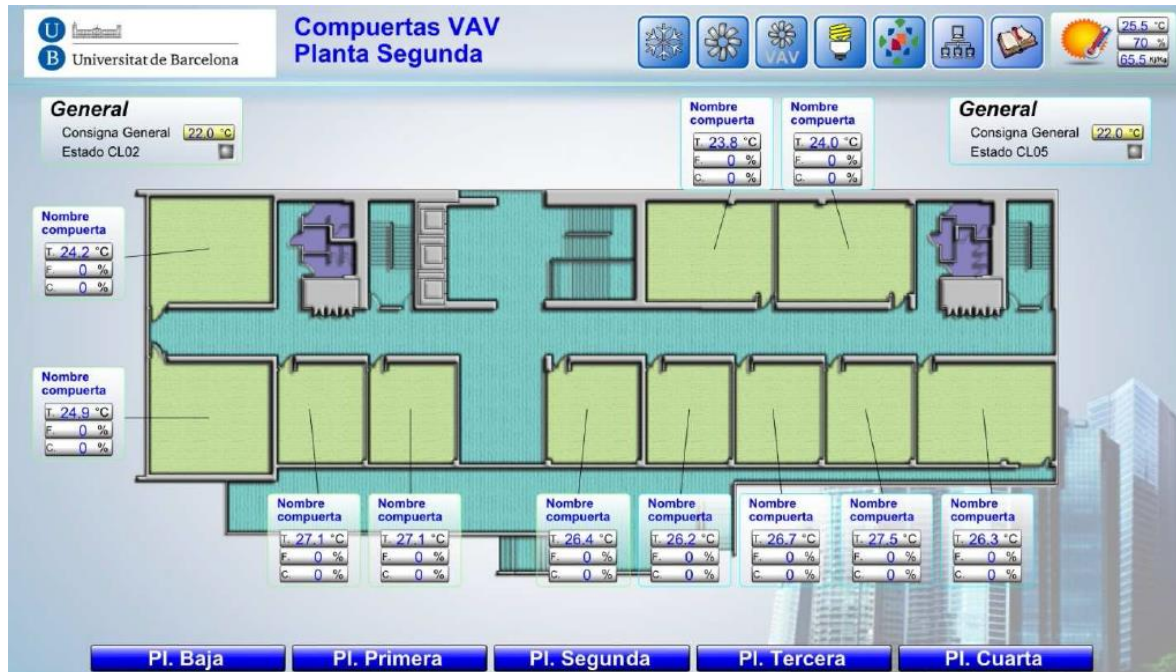 U
B
Universitat de Barcelona
Compuertas VAV
Planta Segunda
VAV
25.5 °C
70 %
65.5 Kj/Kg
General
Consigna General 22.0 °C
Estado CL02
Nombre
compuerta
T. 23.8 °C
F. 0 %
C. 0 %
Nombre
compuerta
T. 24.0 °C
F. 0 %
C. 0 %
General
Consigna General 22.0 °C
Estado CL05
Nombre
compuerta
T. 24.2 °C
F. 0 %
C. 0 %
Nombre
compuerta
T. 24.9 °C
F. 0 %
C. 0 %
Nombre
compuerta
T. 27.1 °C
F. 0 %
C. 0 %
Nombre
compuerta
T. 27.1 °C
F. 0 %
C. 0 %
Nombre
compuerta
T. 26.4 °C
F. 0 %
C. 0 %
Nombre
compuerta
T. 26.2 °C
F. 0 %
C. 0 %
Nombre
compuerta
T. 26.7 °C
F. 0 %
C. 0 %
Nombre
compuerta
T. 27.5 °C
F. 0 %
C. 0 %
Nombre
compuerta
T. 26.3 °C
F. 0 %
C. 0 %
Pl. Baja
Pl. Primera
Pl. Segunda
Pl. Tercera
Pl. Cuarta